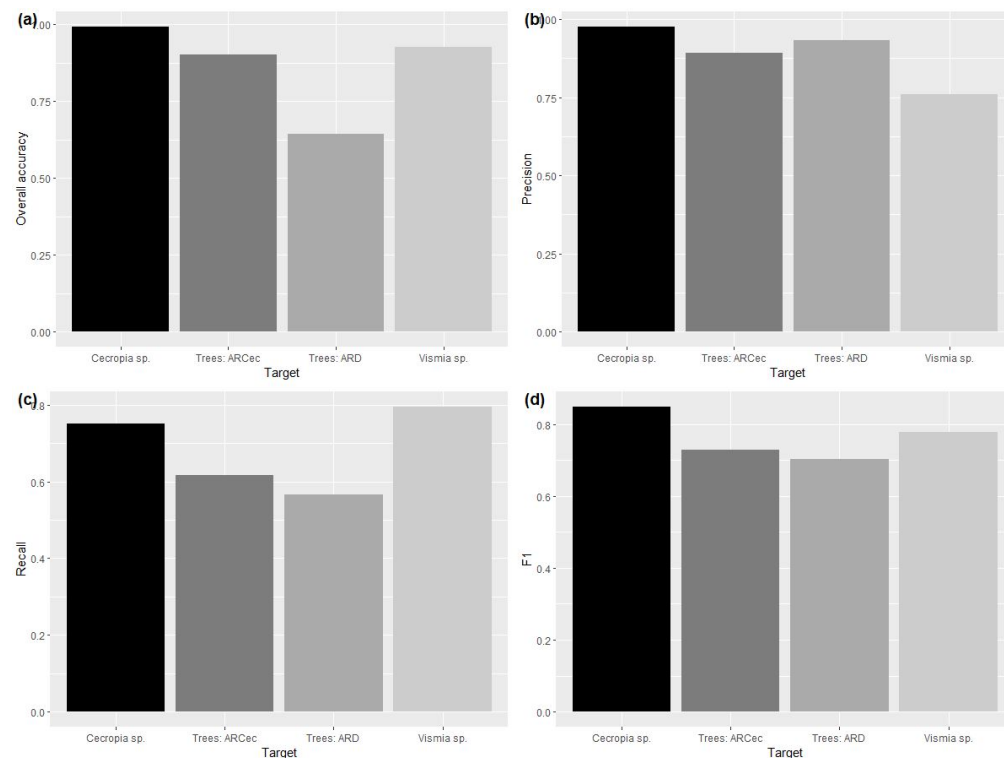 (a)
1.00
0.75
0.50
0.25
0.00
Overall accuracy
Cecropia sp. Trees: ARCec Trees: ARD Vismia sp.
Target
(b)
1.00
0.75
0.50
0.25
0.00
Precision
Cecropia sp. Trees: ARCec Trees: ARD Vismia sp.
Target
(c)
0.8
0.6
0.4
0.2
0.0
Recall
Cecropia sp. Trees: ARCec Trees: ARD Vismia sp.
Target
(d)
0.8
0.6
0.4
0.2
0.0
F1
Cecropia sp. Trees: ARCec Trees: ARD Vismia sp.
Target